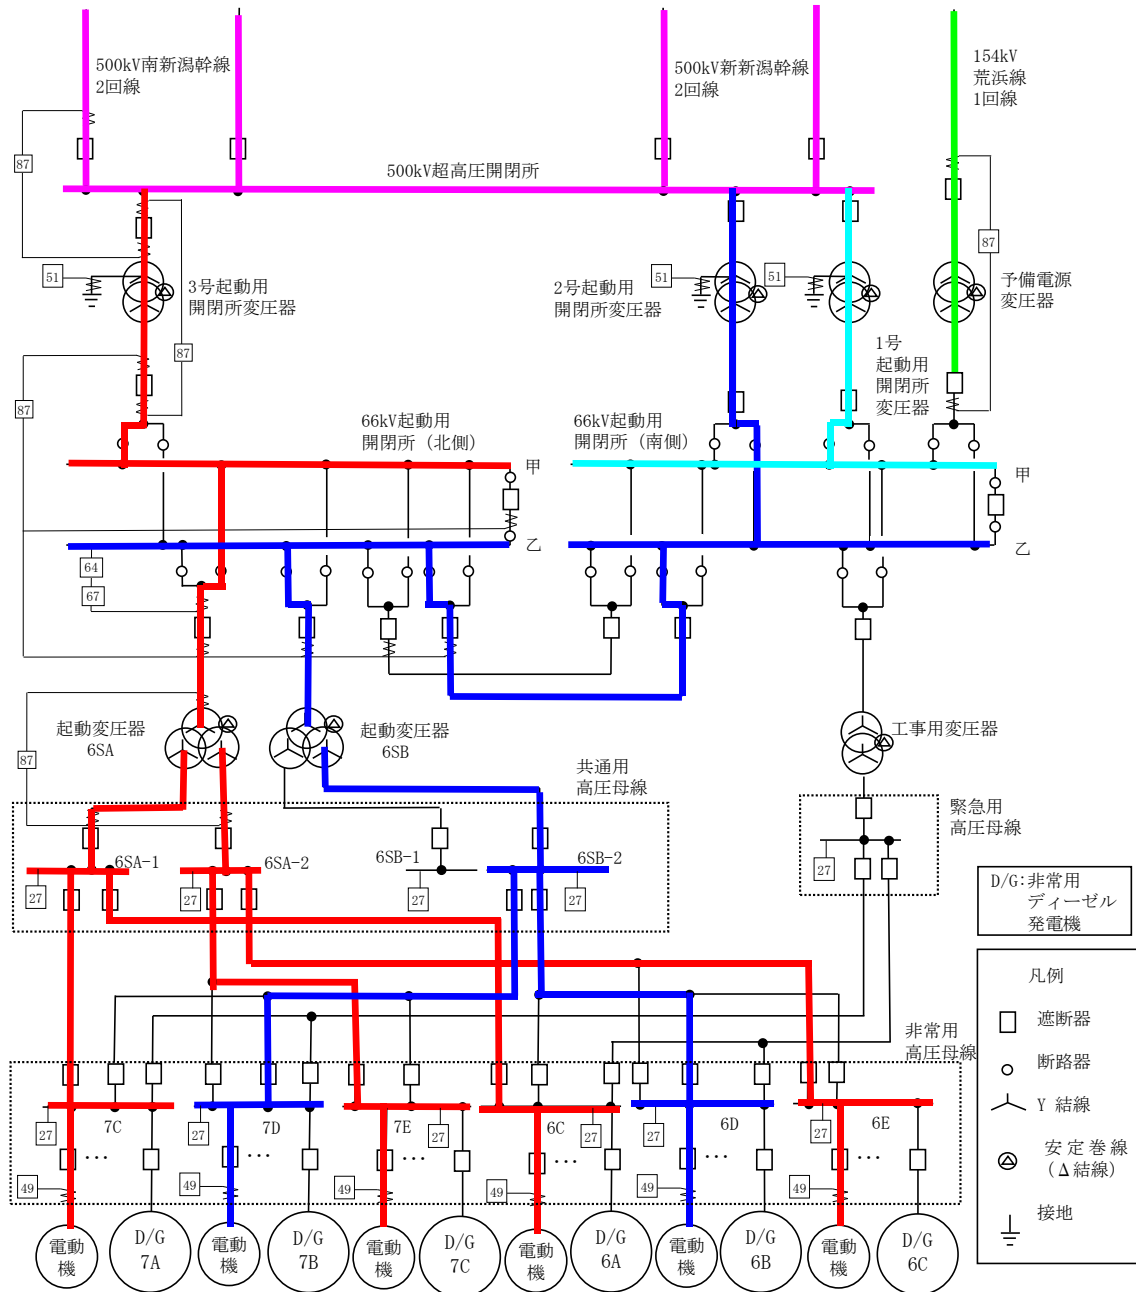 500kV南新潟幹線
2回線
500kV新新潟幹線
2回線
154kV
荒浜線
1回線
87
500kV超高圧開閉所
87
51
3号起動用
開閉所変圧器
2号起動用
開閉所変圧器
51
51
予備電源
変圧器
87
1号
起動用
開閉所
変圧器
87
66kV起動用
開閉所（北側）
66kV起動用
開閉所（南側）
甲
甲
乙
乙
64
67
起動変圧器
6SA
起動変圧器
6SB
工事用変圧器
87
共通用
高圧母線
緊急用
高圧母線
6SA-1
6SA-2
6SB-1
6SB-2
27
27
27
27
27
D/G:非常用
ディーゼル
発電機
凡例
遮断器
断路器
Y 結線
安定巻線
(Δ結線)
接地
非常用
高圧母線
7C
7D
7E
6C
6D
6E
27
27
27
27
27
27
...
...
...
...
...
...
49
49
49
49
49
49
電動
機
D/G
7A
電動
機
D/G
7B
電動
機
D/G
7C
電動
機
D/G
6A
電動
機
D/G
6B
電動
機
D/G
6C